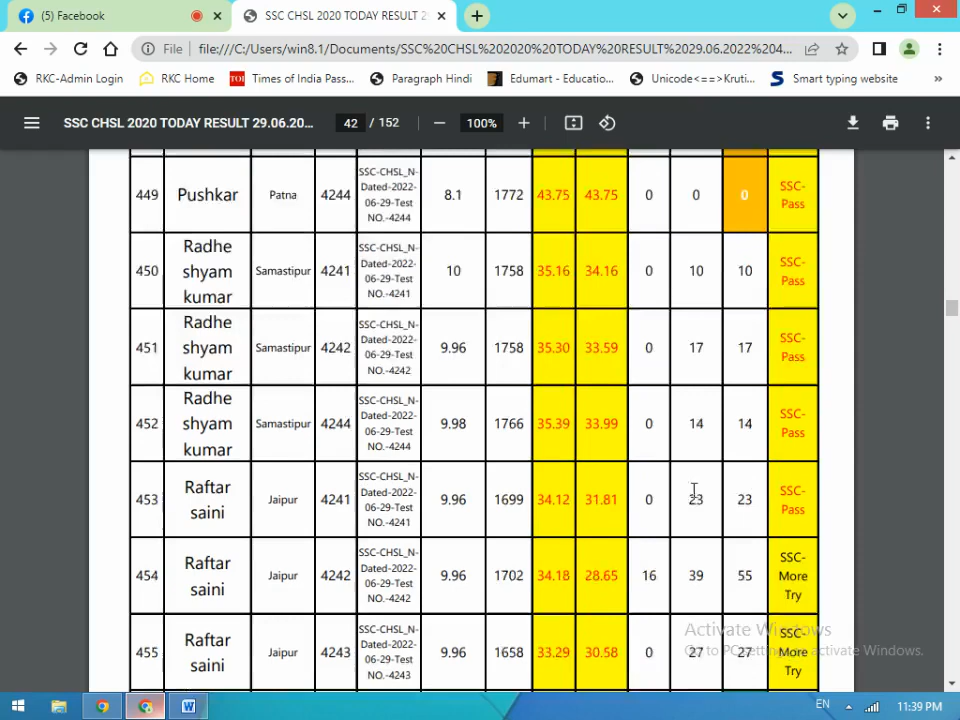 (5) Facebook
SSC CHSL 2020 TODAY RESULT 2
File file:///C:/Users/win8.1/Documents/SSC%20CHSL%202020%20TODAY%20RESULT%2029.06.2022%204...
RKC-Admin Login RKC Home TOI Times of India Pass... Paragraph Hindi Edumart - Educatio... Unicode<==>Kruti... S Smart typing website »
SSC CHSL 2020 TODAY RESULT 29.06.20... 42 / 152 — 100% +
449 Pushkar Patna 4244 SSC-CHSL_N-Dated-2022-06-29-Test NO.-4244 8.1 1772 43.75 43.75 0 0 0 SSC-Pass
450 Radhe shyam kumar Samastipur 4241 SSC-CHSL_N-Dated-2022-06-29-Test NO.-4241 10 1758 35.16 34.16 0 10 10 SSC-Pass
451 Radhe shyam kumar Samastipur 4242 SSC-CHSL_N-Dated-2022-06-29-Test NO.-4242 9.96 1758 35.30 33.59 0 17 17 SSC-Pass
452 Radhe shyam kumar Samastipur 4244 SSC-CHSL_N-Dated-2022-06-29-Test NO.-4244 9.98 1766 35.39 33.99 0 14 14 SSC-Pass
453 Raftar saini Jaipur 4241 SSC-CHSL_N-Dated-2022-06-29-Test NO.-4241 9.96 1699 34.12 31.81 0 23 23 SSC-Pass
454 Raftar saini Jaipur 4242 SSC-CHSL_N-Dated-2022-06-29-Test NO.-4242 9.96 1702 34.18 28.65 16 39 55 SSC-More Try
455 Raftar saini Jaipur 4243 SSC-CHSL_N-Dated-2022-06-29-Test NO.-4243 9.96 1658 33.29 30.58 0 27 27 SSC-More Try
Activate Windows
Go to PC settings to activate Windows.
EN 11:39 PM